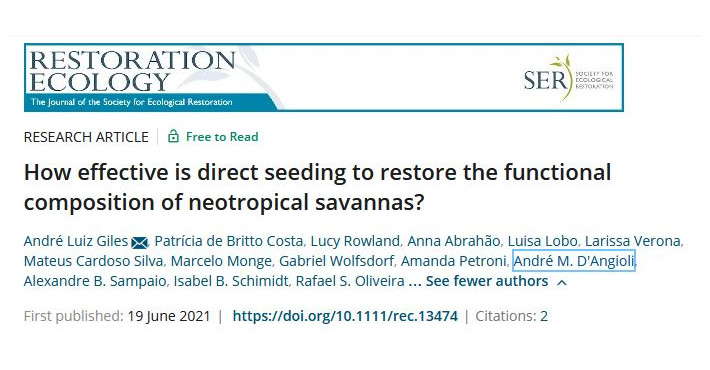 RESTORATION
ECOLOGY
The Journal of the Society for Ecological Restoration
SER
SOCIETY FOR
ECOLOGICAL
RESTORATION
RESEARCH ARTICLE Free to Read
How effective is direct seeding to restore the functional
composition of neotropical savannas?
André Luiz Giles, Patrícia de Britto Costa, Lucy Rowland, Anna Abrahão, Luisa Lobo, Larissa Verona,
Mateus Cardoso Silva, Marcelo Monge, Gabriel Wolfsdorf, Amanda Petroni, André M. D'Angioli,
Alexandre B. Sampaio, Isabel B. Schimidt, Rafael S. Oliveira ... See fewer authors
First published: 19 June 2021 | https://doi.org/10.1111/rec.13474 | Citations: 2